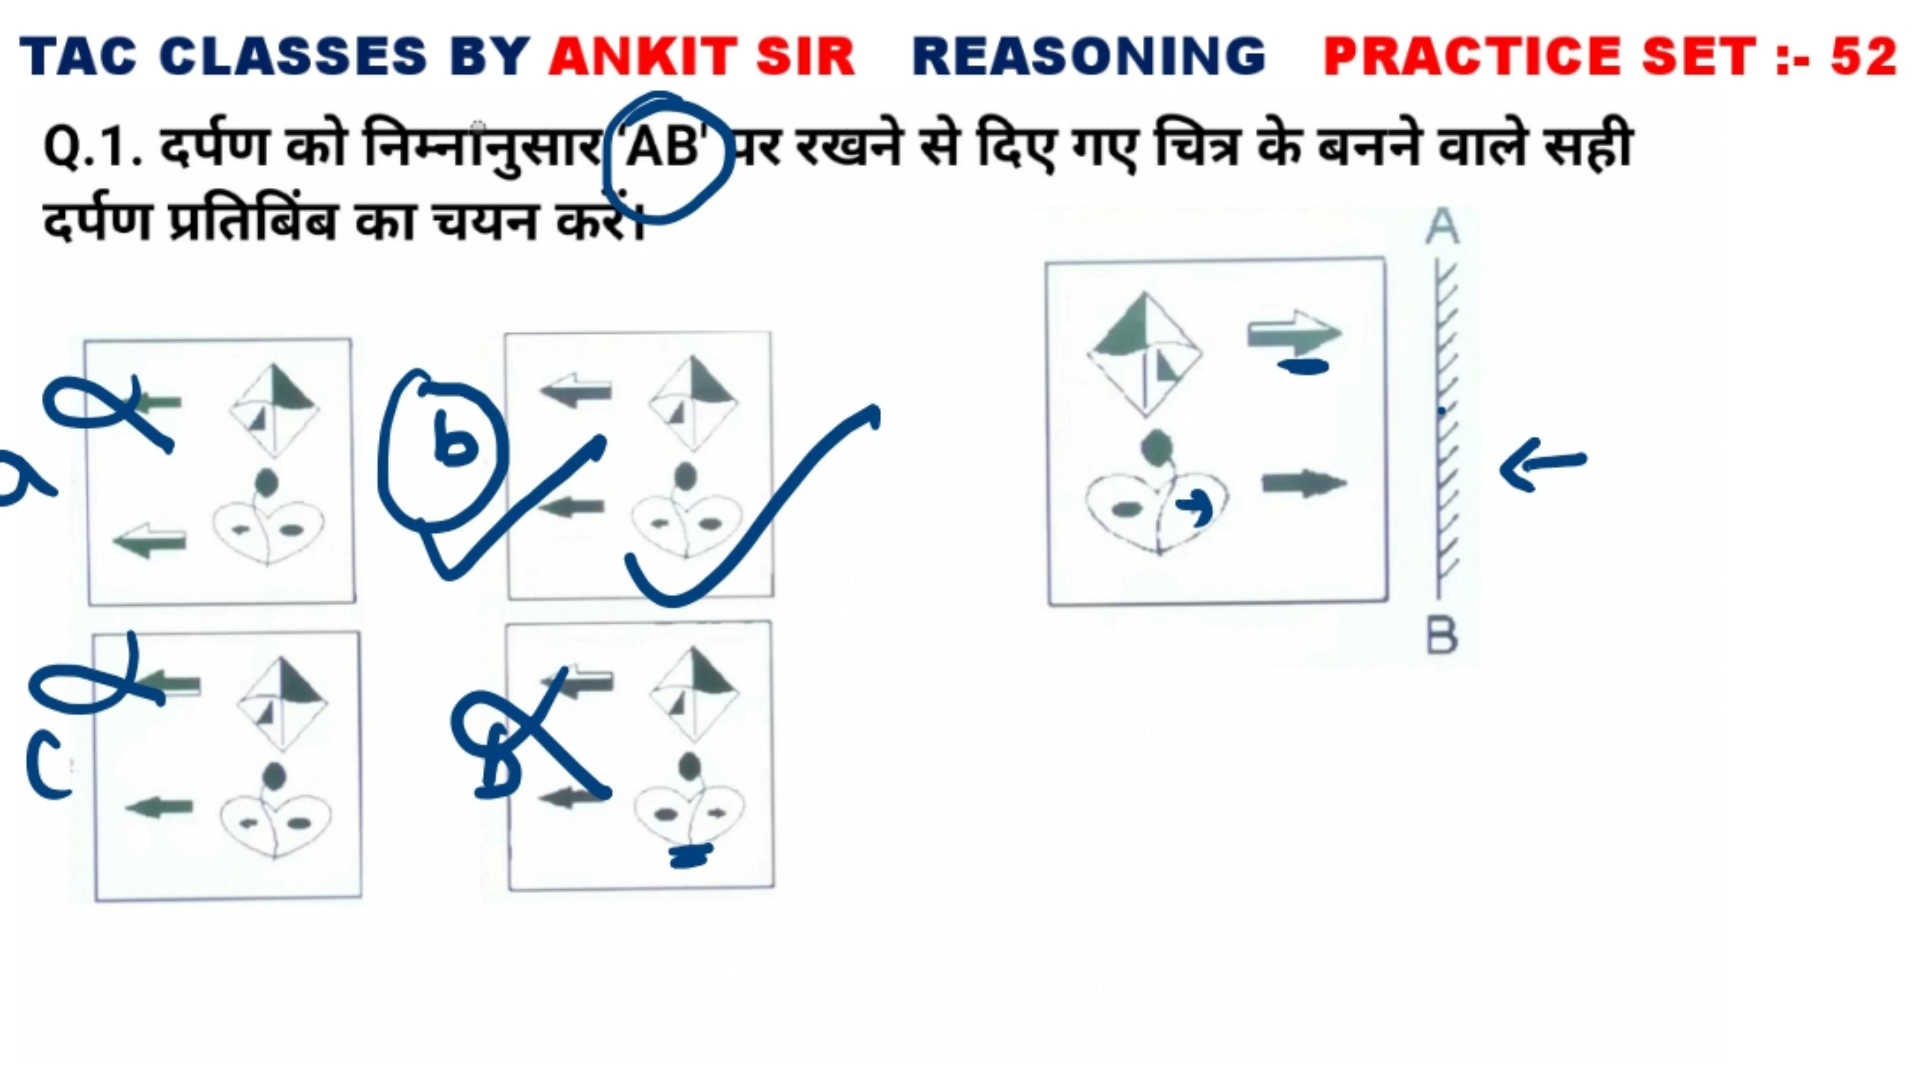 TAC CLASSES BY ANKIT SIR REASONING PRACTICE SET :- 52
Q.1. दर्पण को निम्नांनुसार 'AB' पर रखने से दिए गए चित्र के बनने वाले सही
दर्पण प्रतिबिंब का चयन करें।
A
b
a
B
C
D